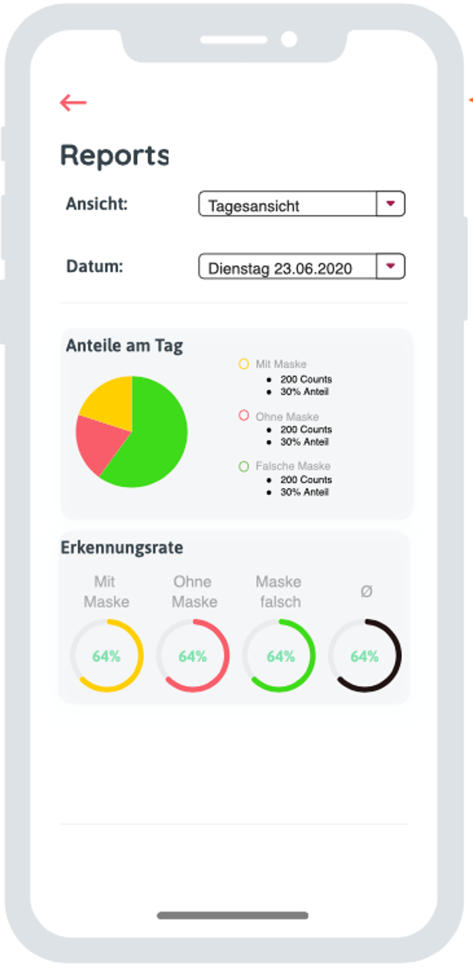 Reports
Ansicht:
Tagesansicht
Datum:
Dienstag 23.06.2020
Anteile am Tag
Mit Maske
200 Counts
30% Anteil
Ohne Maske
200 Counts
30% Anteil
Falsche Maske
200 Counts
30% Anteil
Erkennungsrate
Mit
Maske
Ohne
Maske
Maske
falsch
Ø
64%
64%
64%
64%